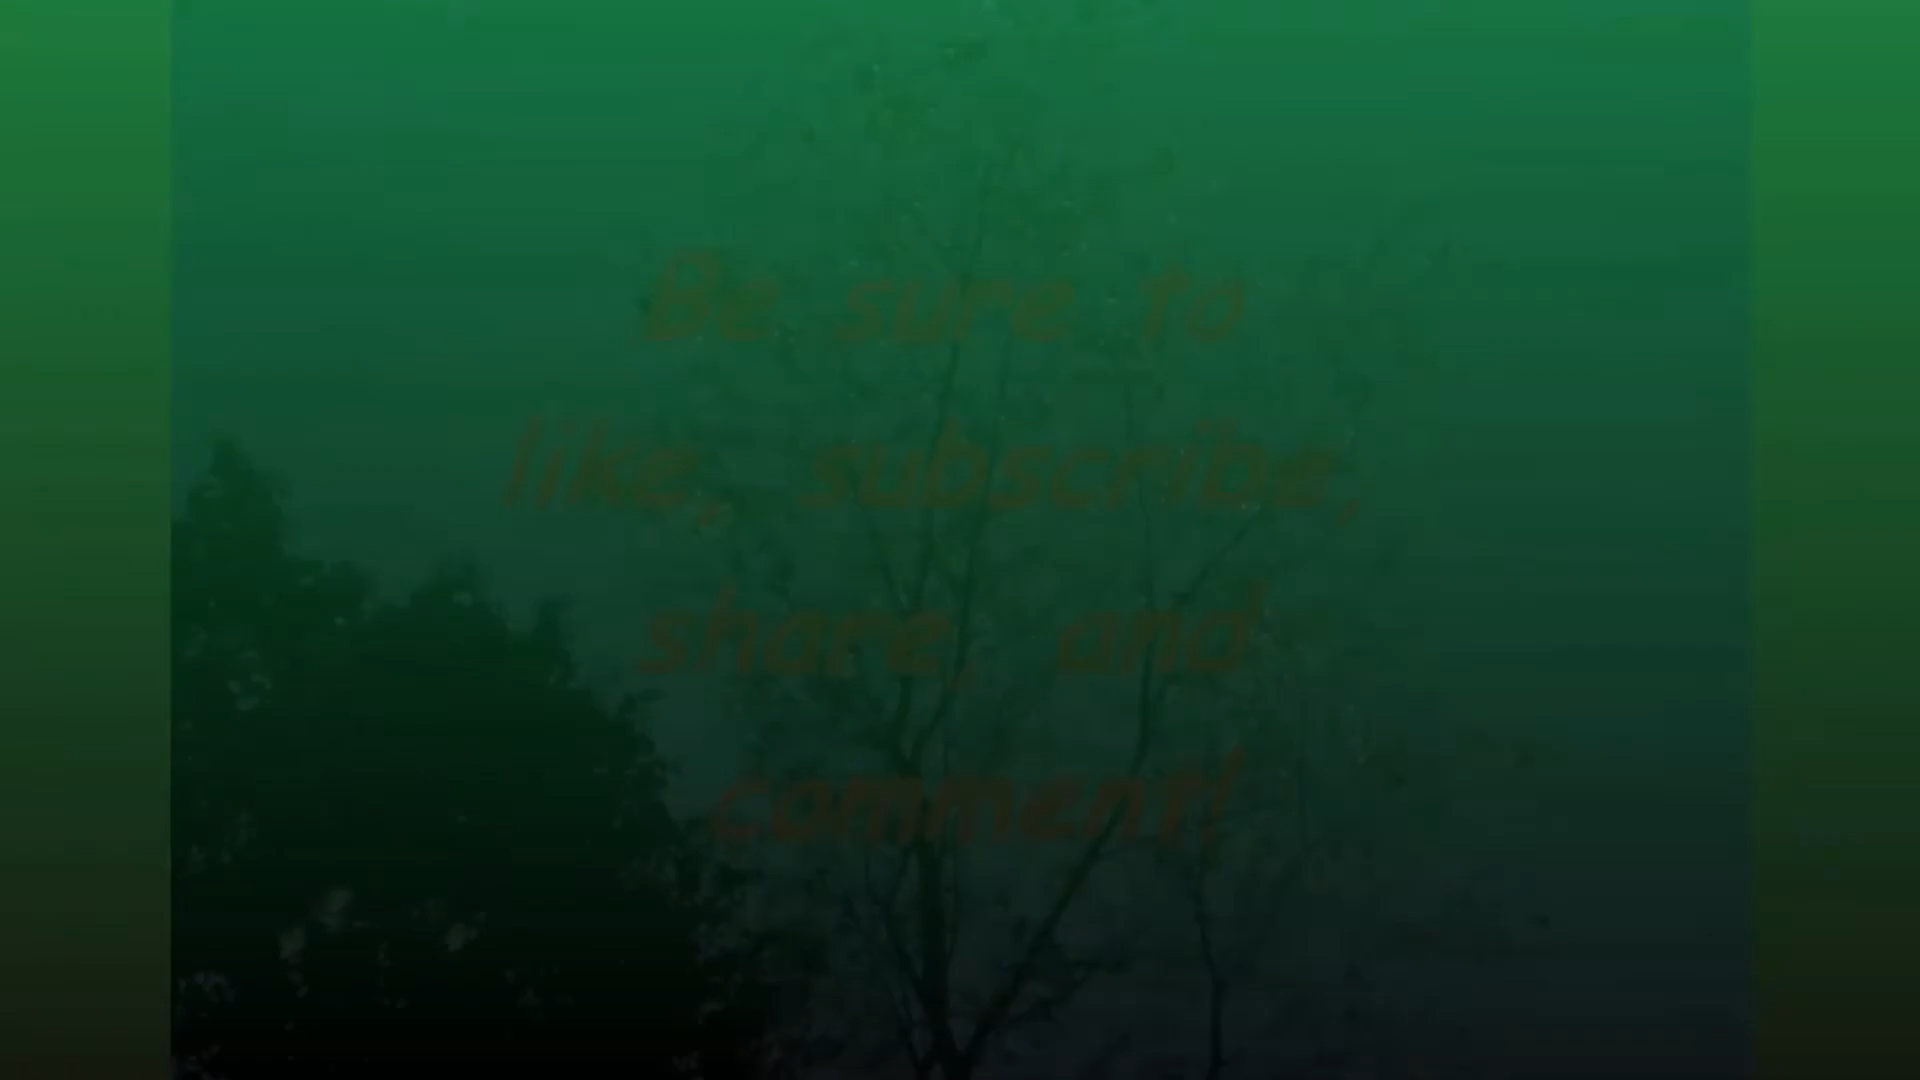 Be sure to
like, subscribe,
share, and
comment!